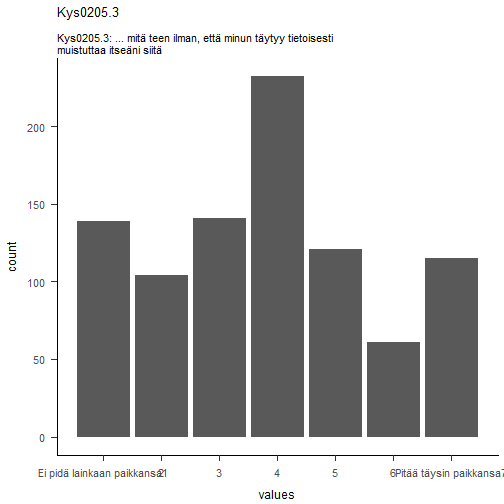 Kys0205.3
Kys0205.3: ... mitä teen ilman, että minun täytyy tietoisesti
muistuttaa itseäni siitä
200
150
100
50
0
count
Ei pidä lainkaan paikkansa1 2 3 4 5 6 Pitää täysin paikkansa7
values